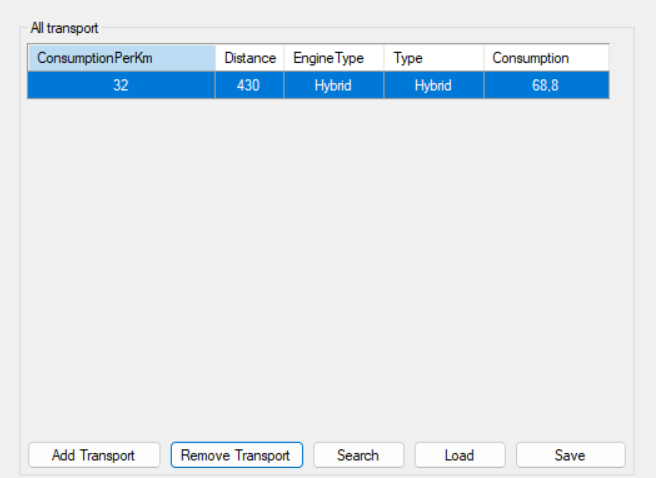 All transport
ConsumptionPerKm Distance EngineType Type Consumption
32 430 Hybrid Hybrid 68,8
Add Transport Remove Transport Search Load Save